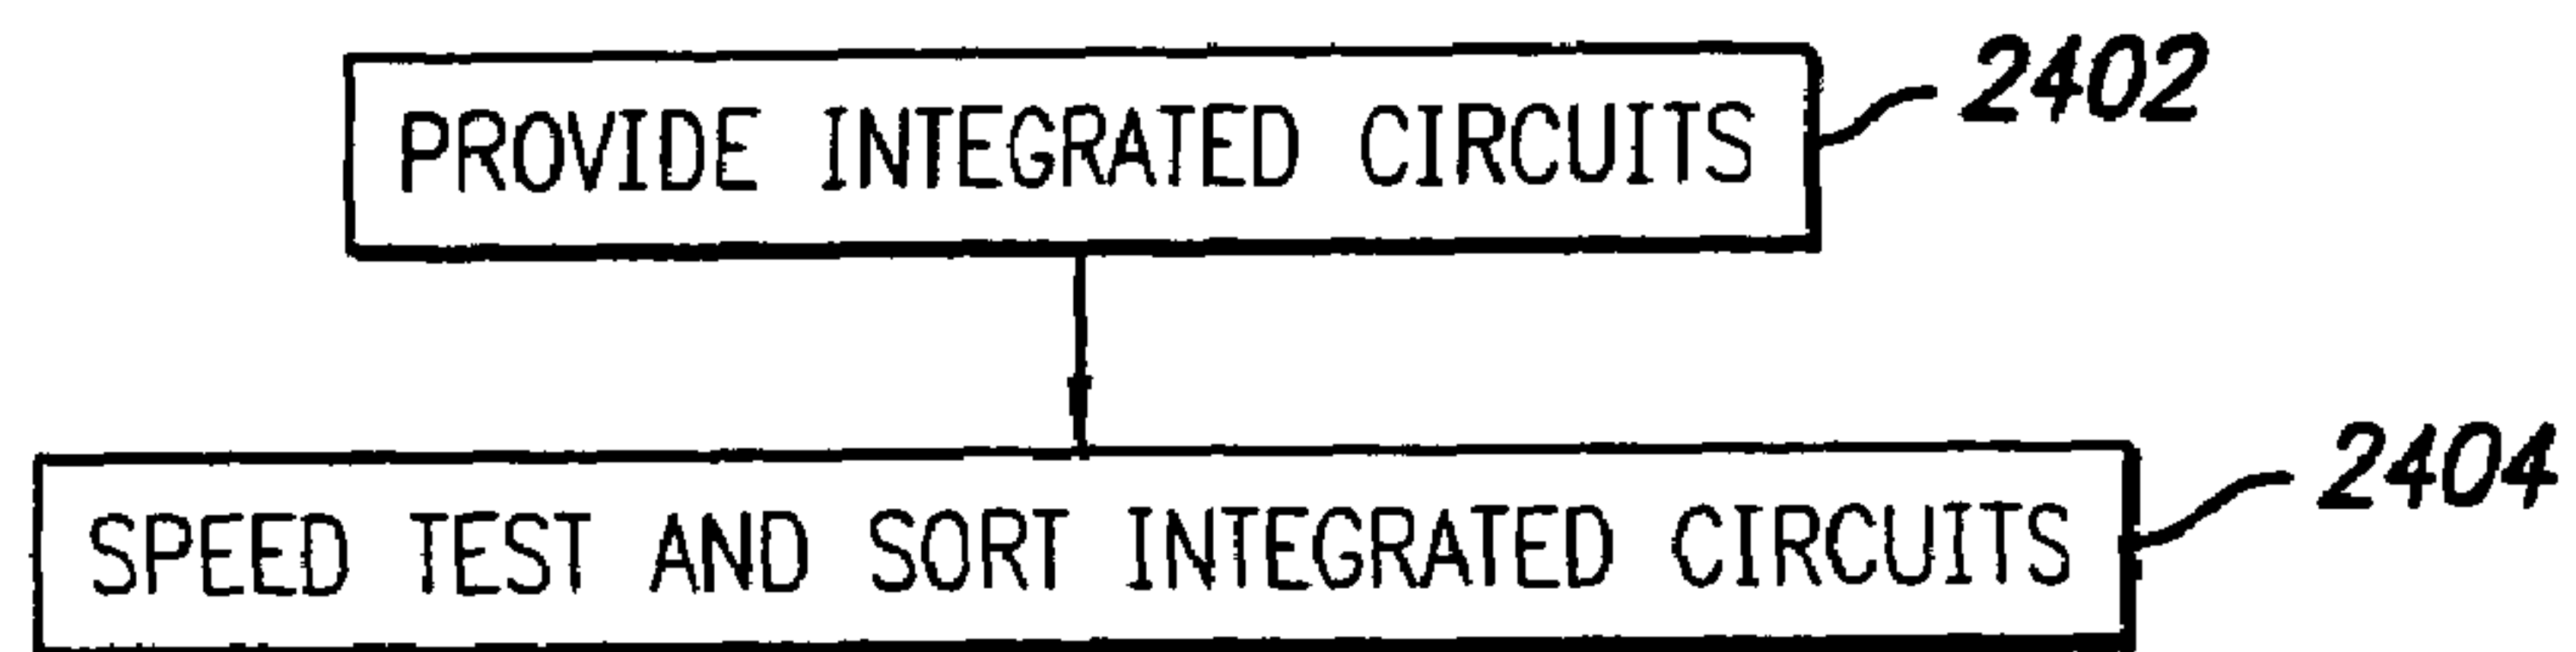 PROVIDE INTEGRATED CIRCUITS 2402
SPEED TEST AND SORT INTEGRATED CIRCUITS 2404